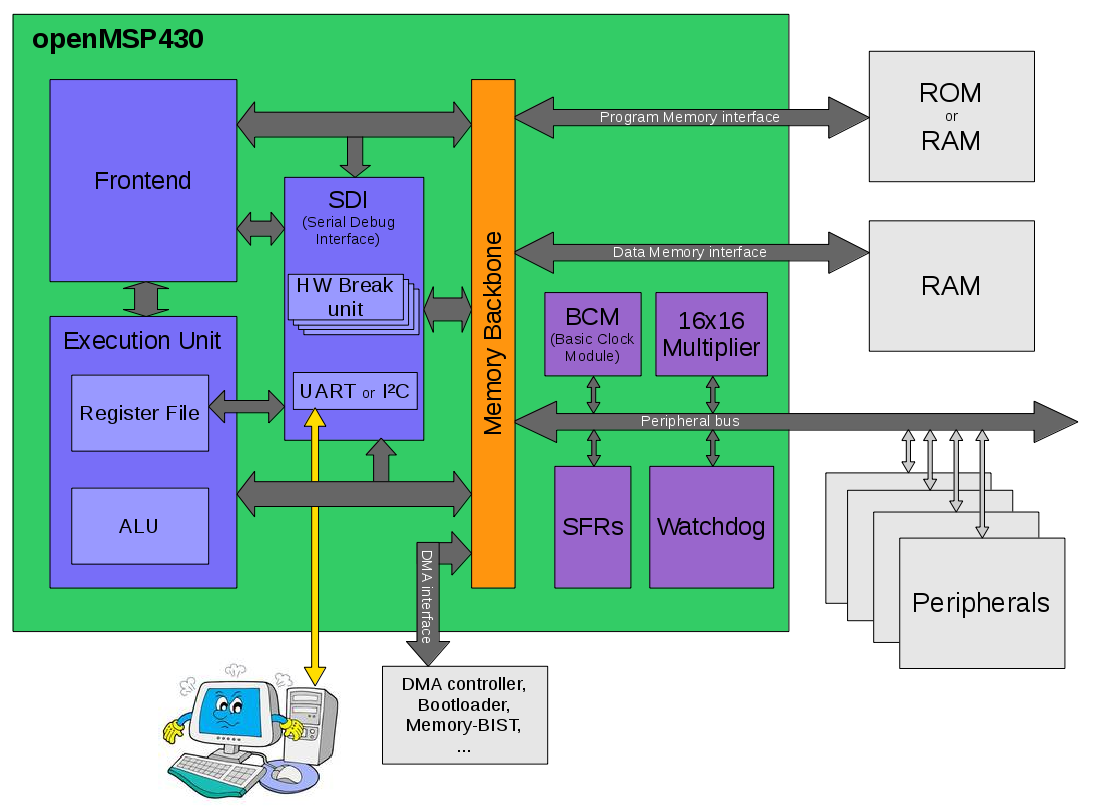 openMSP430
Frontend
SDI
(Serial Debug
Interface)
HW Break
unit
UART or I²C
Execution Unit
Register File
ALU
Memory Backbone
Program Memory interface
ROM
or
RAM
Data Memory interface
RAM
BCM
(Basic Clock
Module)
16x16
Multiplier
Peripheral bus
SFRs
Watchdog
Peripherals
DMA interface
DMA controller,
Bootloader,
Memory-BIST,
...